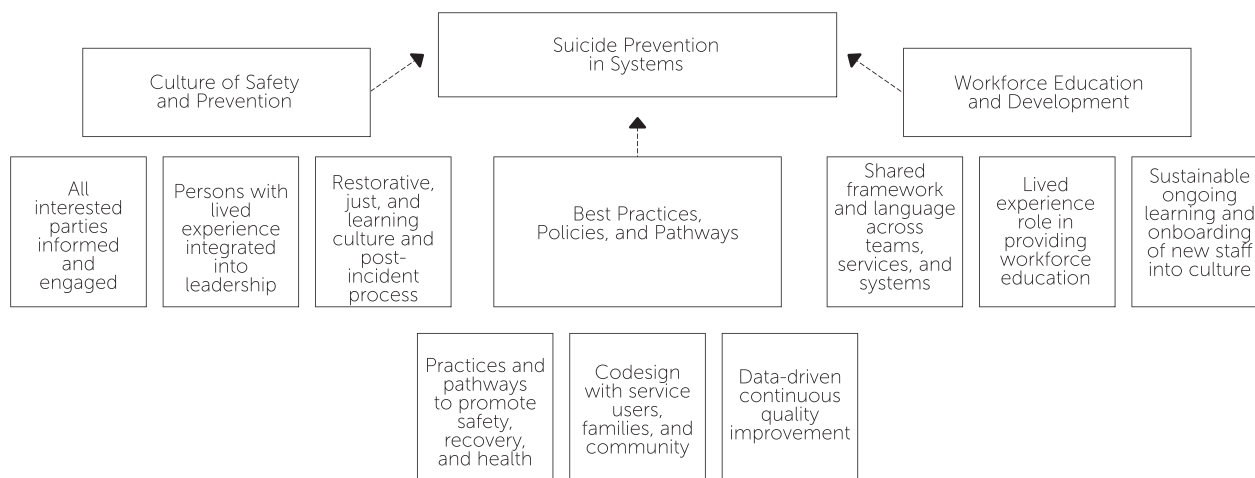 Suicide Prevention
in Systems
Culture of Safety
and Prevention
Workforce Education
and Development
All
interested
parties
informed
and
engaged
Persons with
lived
experience
integrated
into
leadership
Restorative,
just, and
learning
culture and
post-
incident
process
Best Practices,
Policies, and Pathways
Shared
framework
and language
across
teams,
services, and
systems
Lived
experience
role in
providing
workforce
education
Sustainable
ongoing
learning and
onboarding
of new staff
into culture
Practices and
pathways
to promote
safety,
recovery,
and health
Codesign
with service
users,
families, and
community
Data-driven
continuous
quality
improvement